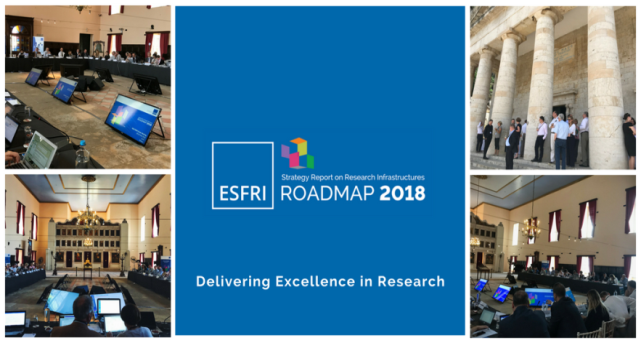 Strategy Report on Research Infrastructures
ESFRI ROADMAP 2018
Delivering Excellence in Research